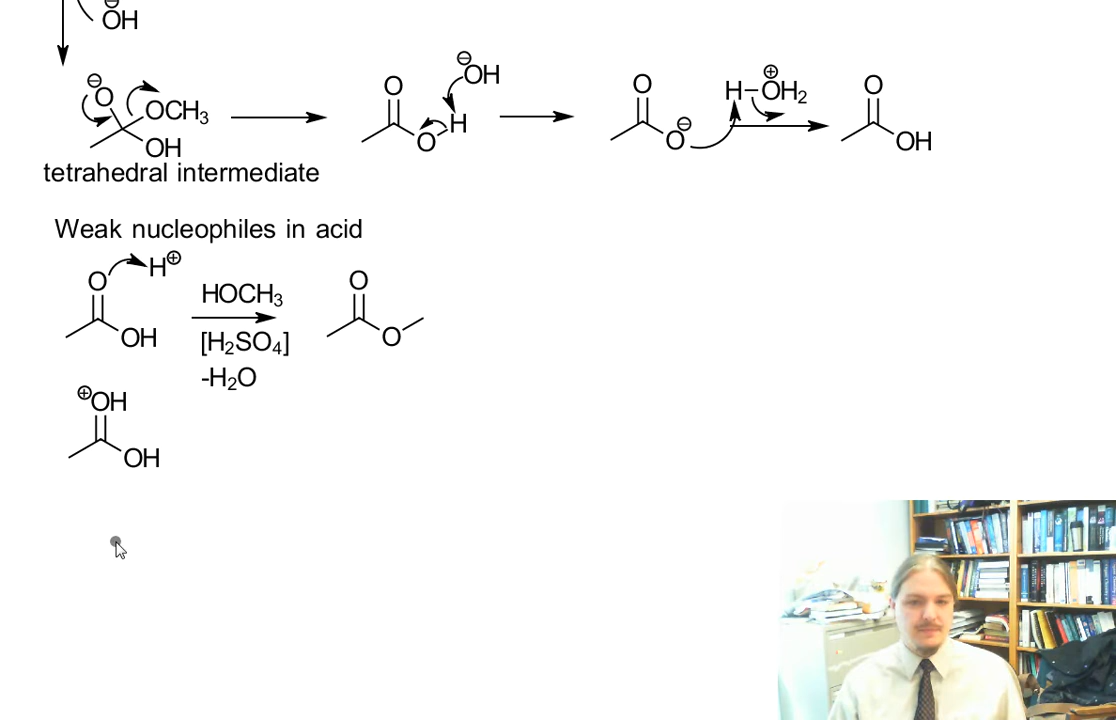 ⊖
OH
⊖
O
OCH₃
OH
tetrahedral intermediate
O
⊖
OH
H
O
O
O
⊖
H–OH₂
⊕
O
OH
Weak nucleophiles in acid
O
H⊕
OH
HOCH₃
[H₂SO₄]
-H₂O
O
O
⊕OH
OH